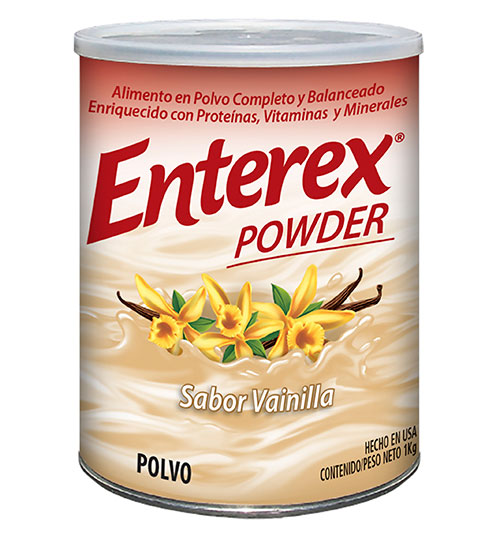 Alimento en Polvo Completo y Balanceado
Enriquecido con Proteínas, Vitaminas y Minerales
Enterex®
POWDER
Sabor Vainilla
POLVO
HECHO EN USA
CONTENIDO/PESO NETO 1Kg